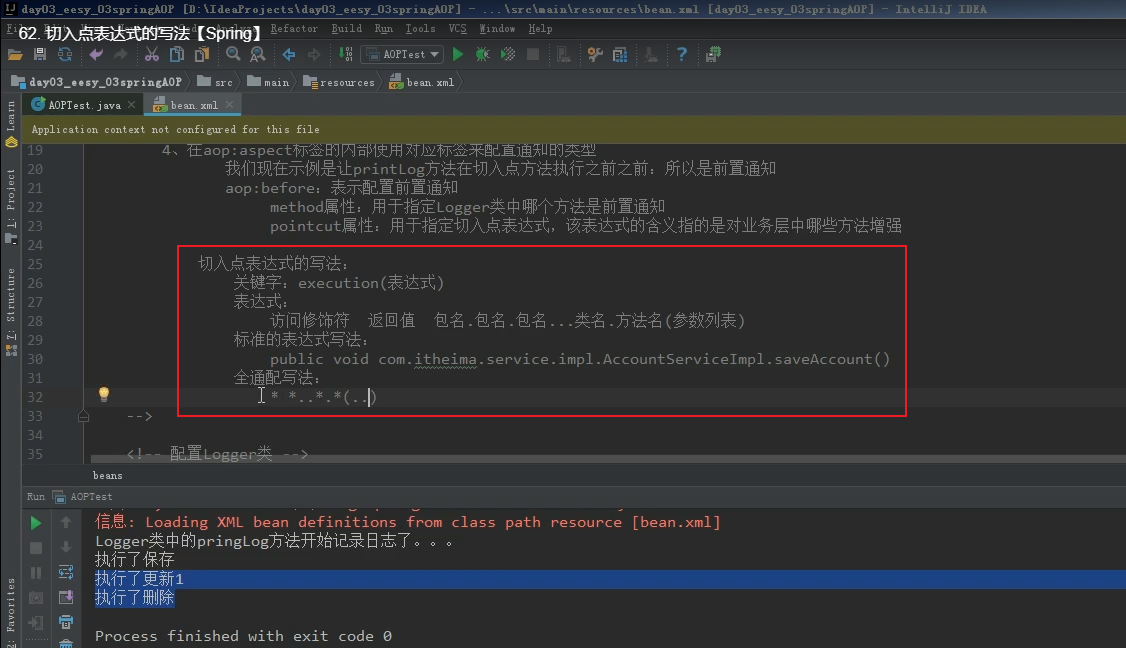 day03_eesy_03springAOP [D:\IdeaProjects\day03_eesy_03springAOP] - ...\src\main\resources\bean.xml [day03_eesy_03springAOP] - IntelliJ IDEA
62. 切入点表达式的写法【Spring】
Refactor Build Run Tools VCS Window Help
AOPTest
day03_eesy_03springAOP src main resources bean.xml
AOPTest.java bean.xml
Application context not configured for this file
19 4、在aop:aspect标签的内部使用对应标签来配置通知的类型
20 我们现在示例是让printLog方法在切入点方法执行之前之前：所以是前置通知
21 aop:before：表示配置前置通知
22 method属性：用于指定Logger类中哪个方法是前置通知
23 pointcut属性：用于指定切入点表达式，该表达式的含义指的是对业务层中哪些方法增强
24
25 切入点表达式的写法：
26 关键字：execution(表达式)
27 表达式：
28 访问修饰符 返回值 包名.包名.包名...类名.方法名(参数列表)
29 标准的表达式写法：
30 public void com.itheima.service.impl.AccountServiceImpl.saveAccount()
31 全通配写法：
32 * *..*.*(..)
33 -->
34
35 <!-- 配置Logger类 -->
beans
Run AOPTest
信息: Loading XML bean definitions from class path resource [bean.xml]
Logger类中的pringLog方法开始记录日志了。。。
执行了保存
执行了更新1
执行了删除
Process finished with exit code 0
Learn
1: Project
7: Structure
2: Favorites